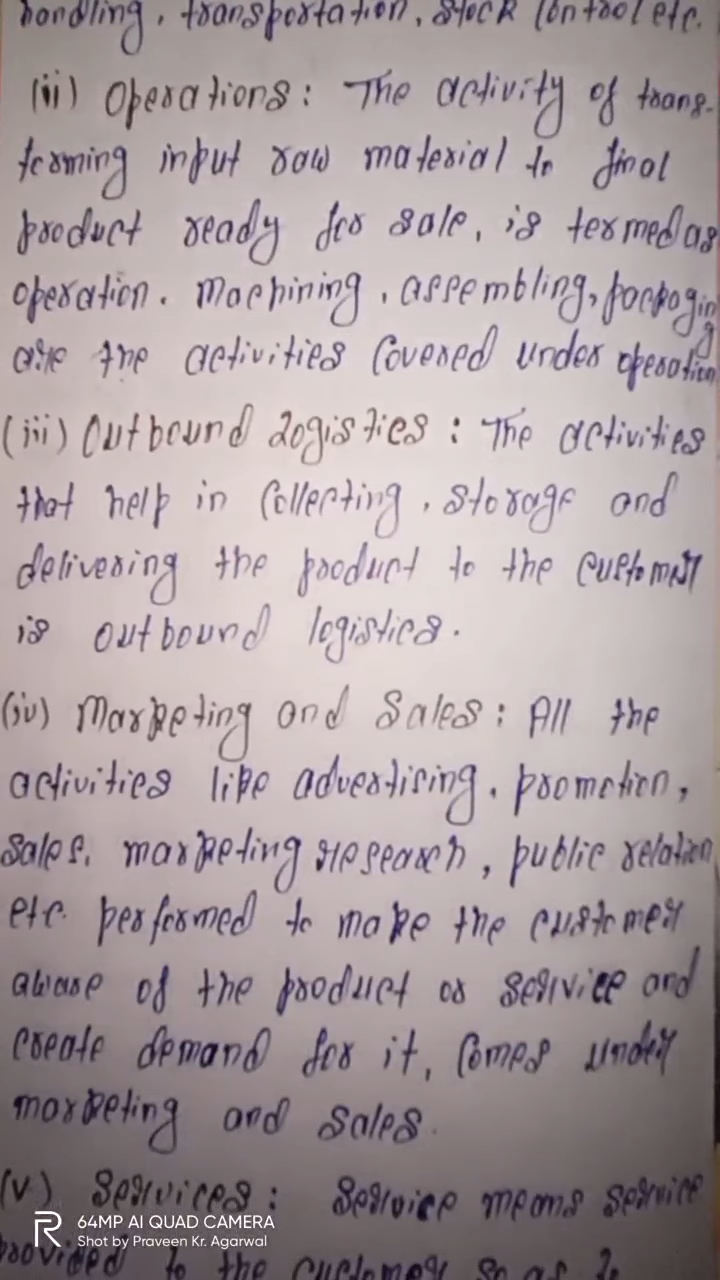 handling, transportation, stock control etc.
(ii) Operations: The activity of trans-
forming input raw material to final
product ready for sale, is termed as
operation. Machining, assembling, packaging
are the activities covered under operation
(iii) Outbound Logistics: The activities
that help in collecting, storage and
delivering the product to the customer
is outbound logistics.
(iv) Marketing and Sales: All the
activities like advertising, promotion,
sales, marketing research, public relation
etc. performed to make the customer
aware of the product or service and
create demand for it, comes under
marketing and sales.
(v) Services: Service means service
provided to the customer so as to
64MP AI QUAD CAMERA
Shot by Praveen Kr. Agarwal